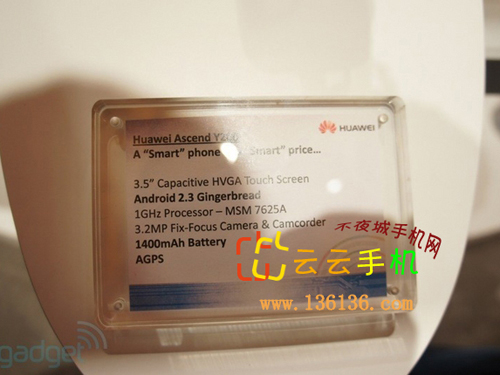 HUAWEI
Huawei Ascend
A “Smart” phone Smart” price...
3.5” Capacitive HVGA Touch Screen
Android 2.3 Gingerbread
1GHz Processor – MSM 7625A
3.2MP Fix-Focus Camera & Camcorder
1400mAh Battery
AGPS
不夜城手机网
云云手机
www.136136.com
gadget